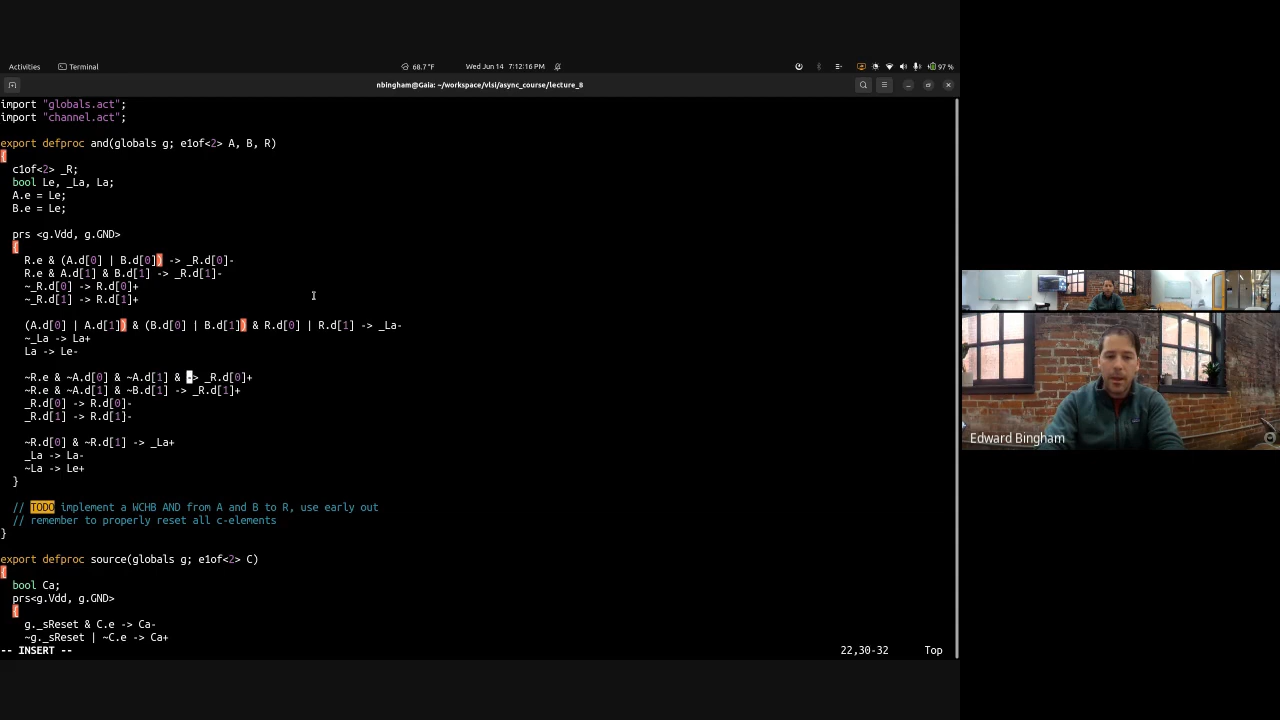 Activities Terminal 68.7 °F Wed Jun 14 7:12:16 PM 97 %
nbingham@Gaia: ~/workspace/vlsi/async_course/lecture_8
import "globals.act";
import "channel.act";
export defproc and(globals g; e1of<2> A, B, R)
{
c1of<2> _R;
bool Le, _La, La;
A.e = Le;
B.e = Le;
prs <g.Vdd, g.GND>
{
R.e & (A.d[0] | B.d[0]) -> _R.d[0]-
R.e & A.d[1] & B.d[1] -> _R.d[1]-
~_R.d[0] -> R.d[0]+
~_R.d[1] -> R.d[1]+
(A.d[0] | A.d[1]) & (B.d[0] | B.d[1]) & R.d[0] | R.d[1] -> _La-
~_La -> La+
La -> Le-
~R.e & ~A.d[0] & ~A.d[1] & -> _R.d[0]+
~R.e & ~A.d[1] & ~B.d[1] -> _R.d[1]+
_R.d[0] -> R.d[0]-
_R.d[1] -> R.d[1]-
~R.d[0] & ~R.d[1] -> _La+
_La -> La-
~La -> Le+
}
// TODO implement a WCHB AND from A and B to R, use early out
// remember to properly reset all c-elements
}
export defproc source(globals g; e1of<2> C)
{
bool Ca;
prs<g.Vdd, g.GND>
{
g._sReset & C.e -> Ca-
~g._sReset | ~C.e -> Ca+
-- INSERT -- 22,30-32 Top
Edward Bingham